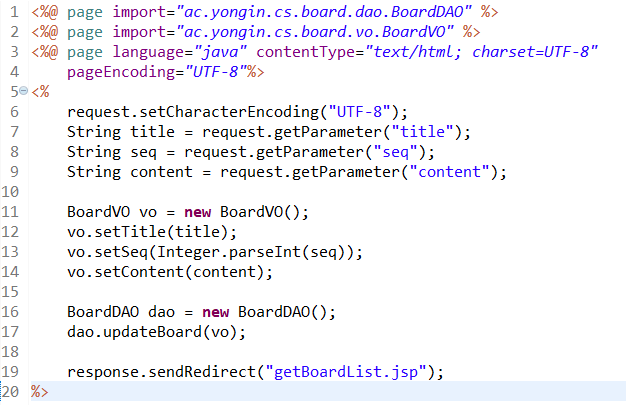 1 <%@ page import="ac.yongin.cs.board.dao.BoardDAO" %>
2 <%@ page import="ac.yongin.cs.board.vo.BoardVO" %>
3 <%@ page language="java" contentType="text/html; charset=UTF-8"
4     pageEncoding="UTF-8"%>
5 <%
6     request.setCharacterEncoding("UTF-8");
7     String title = request.getParameter("title");
8     String seq = request.getParameter("seq");
9     String content = request.getParameter("content");
10
11     BoardVO vo = new BoardVO();
12     vo.setTitle(title);
13     vo.setSeq(Integer.parseInt(seq));
14     vo.setContent(content);
15
16     BoardDAO dao = new BoardDAO();
17     dao.updateBoard(vo);
18
19     response.sendRedirect("getBoardList.jsp");
20 %>